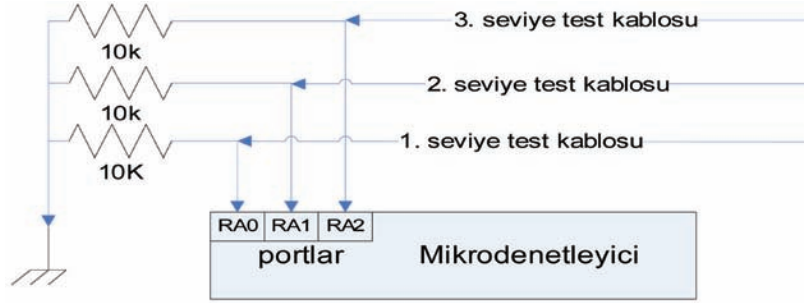 3. seviye test kablosu
10k
2. seviye test kablosu
10k
1. seviye test kablosu
10K
RA0 RA1 RA2
portlar Mikrodenetleyici